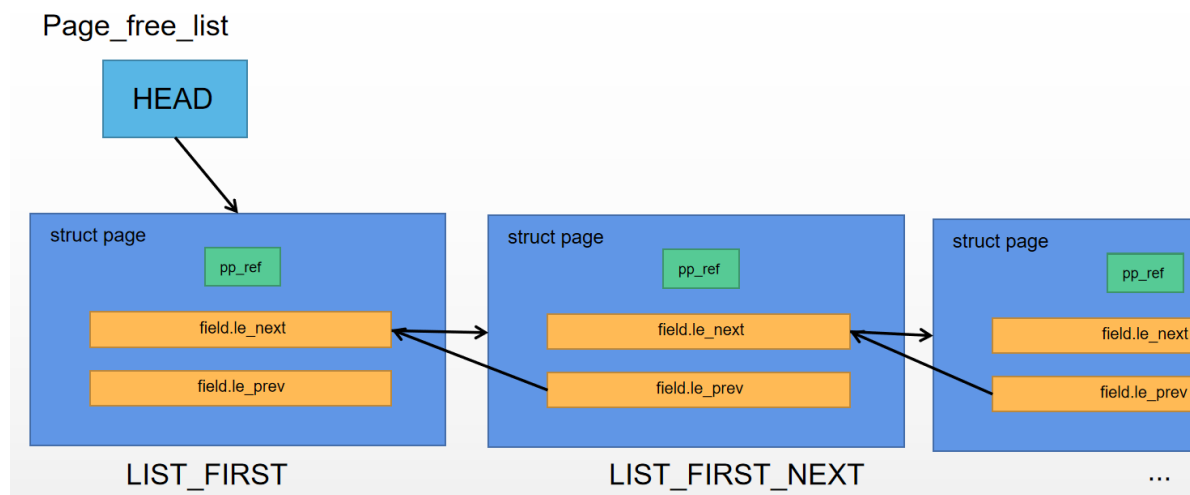 Page_free_list
HEAD
struct page
pp_ref
field.le_next
field.le_prev
LIST_FIRST
struct page
pp_ref
field.le_next
field.le_prev
LIST_FIRST_NEXT
struct page
pp_ref
field.le_next
field.le_prev
...